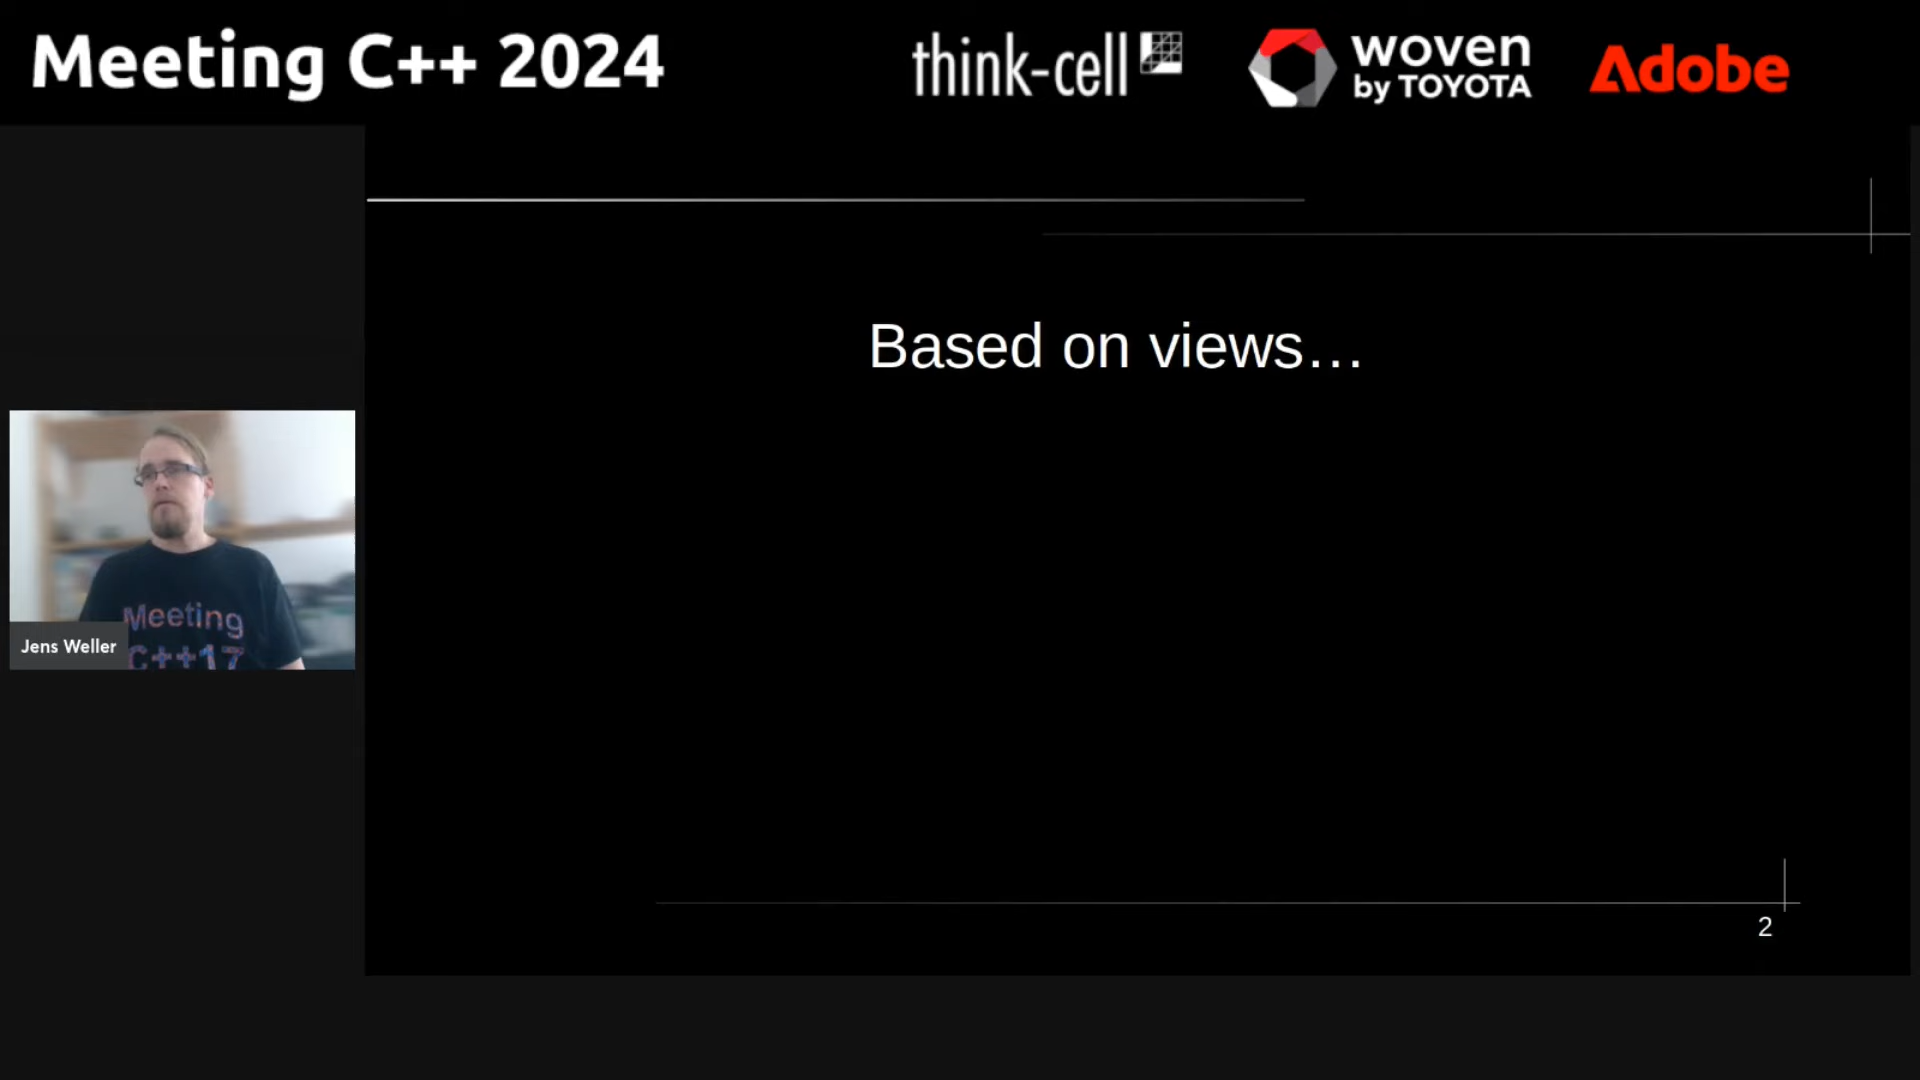 Meeting C++ 2024
think-cell
woven
by TOYOTA
Adobe
Based on views…
Meeting
C++17
Jens Weller
2